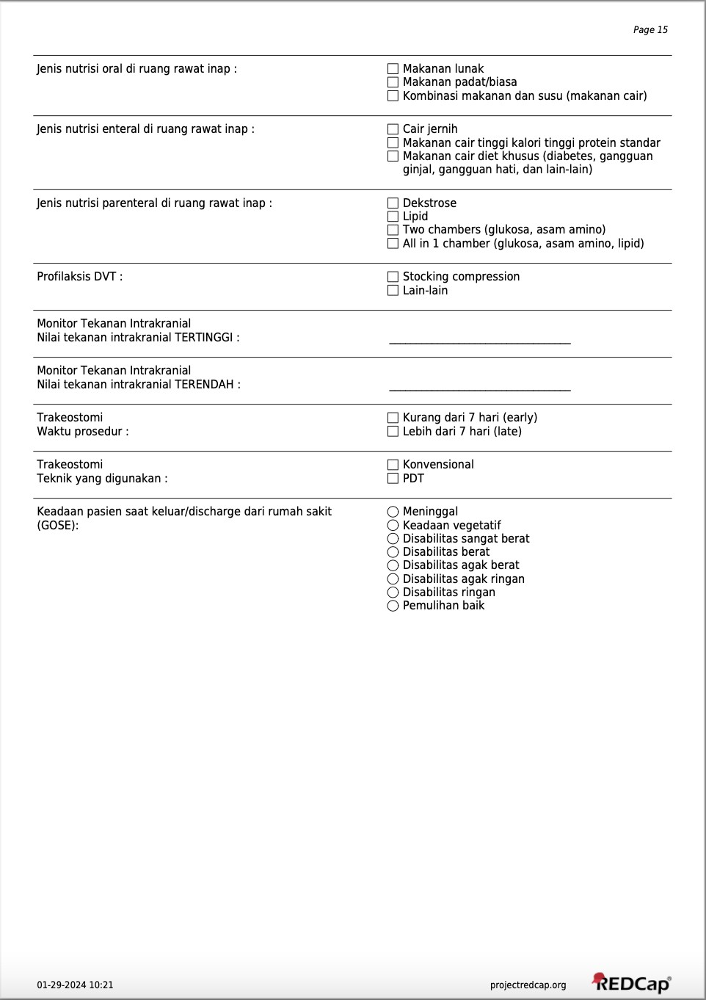 Page 15
Jenis nutrisi oral di ruang rawat inap :
Makanan lunak
Makanan padat/biasa
Kombinasi makanan dan susu (makanan cair)
Jenis nutrisi enteral di ruang rawat inap :
Cair jernih
Makanan cair tinggi kalori tinggi protein standar
Makanan cair diet khusus (diabetes, gangguan
ginjal, gangguan hati, dan lain-lain)
Jenis nutrisi parenteral di ruang rawat inap :
Dekstrose
Lipid
Two chambers (glukosa, asam amino)
All in 1 chamber (glukosa, asam amino, lipid)
Profilaksis DVT :
Stocking compression
Lain-lain
Monitor Tekanan Intrakranial
Nilai tekanan intrakranial TERTINGGI :
Monitor Tekanan Intrakranial
Nilai tekanan intrakranial TERENDAH :
Trakeostomi
Waktu prosedur :
Kurang dari 7 hari (early)
Lebih dari 7 hari (late)
Trakeostomi
Teknik yang digunakan :
Konvensional
PDT
Keadaan pasien saat keluar/discharge dari rumah sakit
(GOSE):
Meninggal
Keadaan vegetatif
Disabilitas sangat berat
Disabilitas berat
Disabilitas agak berat
Disabilitas agak ringan
Disabilitas ringan
Pemulihan baik
01-29-2024 10:21
projectredcap.org
REDCap®